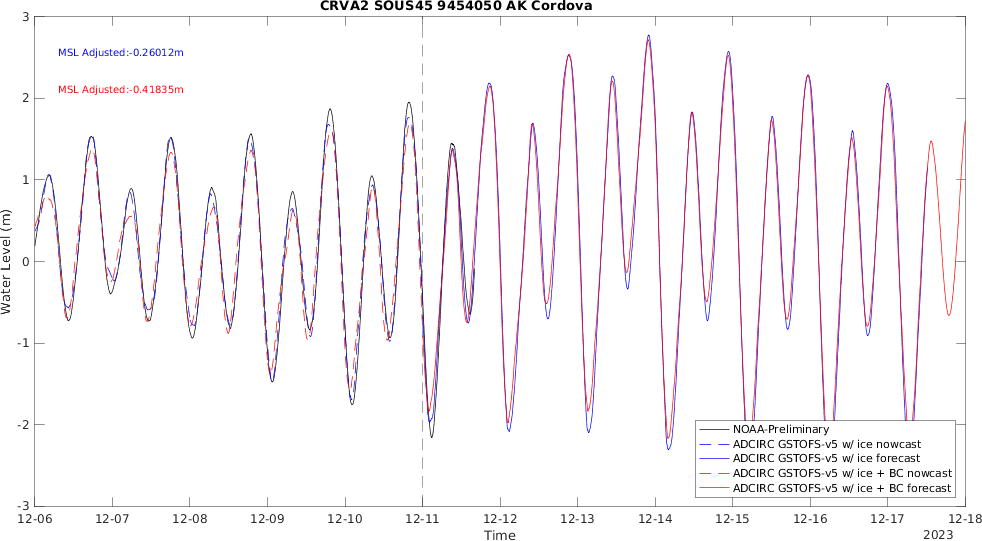 CRVA2 SOUS45 9454050 AK Cordova
MSL Adjusted:-0.26012m
MSL Adjusted:-0.41835m
Water Level (m)
3
2
1
0
-1
-2
-3
NOAA-Preliminary
ADCIRC GSTOFS-v5 w/ ice nowcast
ADCIRC GSTOFS-v5 w/ ice forecast
ADCIRC GSTOFS-v5 w/ ice + BC nowcast
ADCIRC GSTOFS-v5 w/ ice + BC forecast
12-06 12-07 12-08 12-09 12-10 12-11 12-12 12-13 12-14 12-15 12-16 12-17 12-18
Time
2023